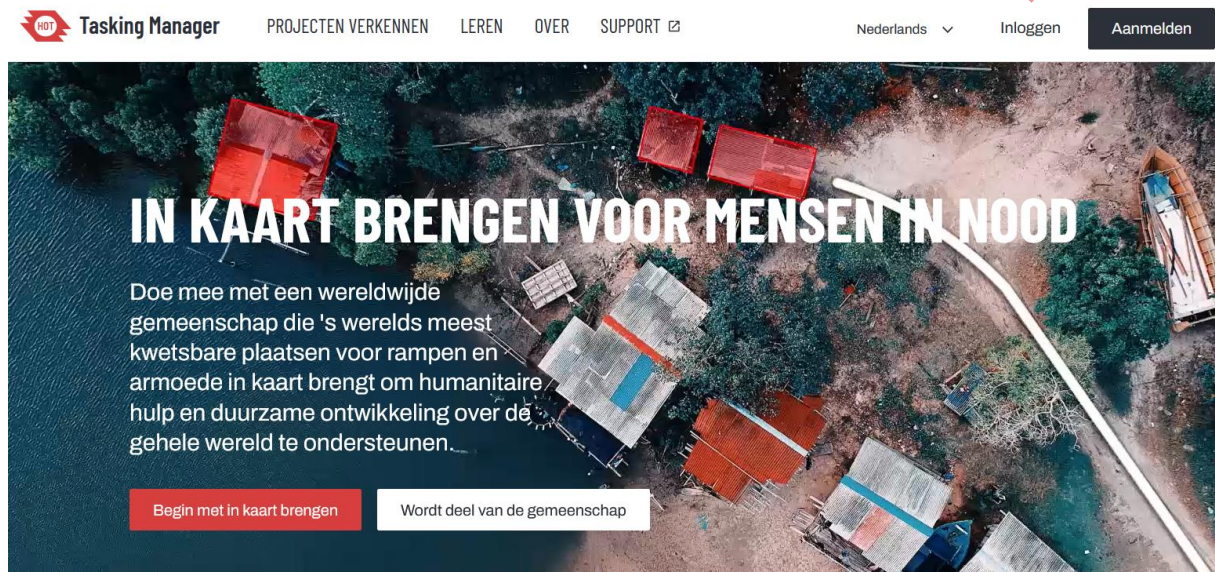 HOT Tasking Manager PROJECTEN VERKENNEN LEREN OVER SUPPORT Nederlands Inloggen Aanmelden
IN KAART BRENGEN VOOR MENSEN IN NOOD
Doe mee met een wereldwijde
gemeenschap die 's werelds meest
kwetsbare plaatsen voor rampen en
armoede in kaart brengt om humanitaire
hulp en duurzame ontwikkeling over de
gehele wereld te ondersteunen.
Begin met in kaart brengen Wordt deel van de gemeenschap